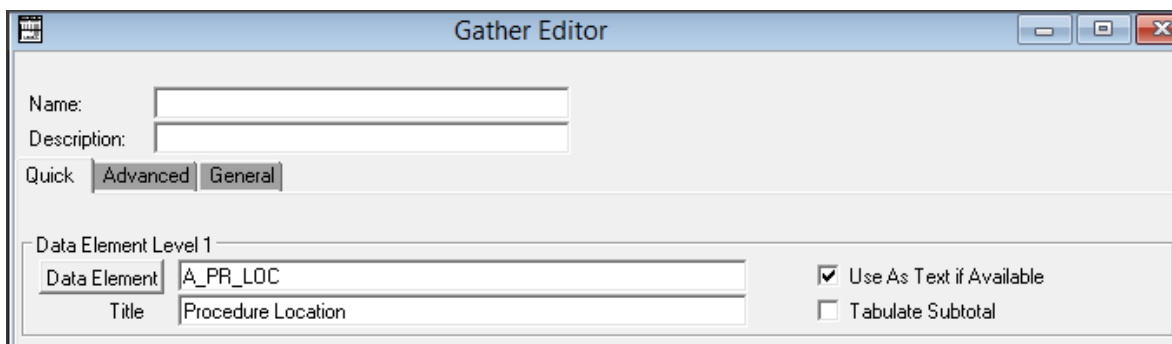 Gather Editor
Name:
Description:
Quick Advanced General
Data Element Level 1
Data Element A_PR_LOC Use As Text if Available
Title Procedure Location Tabulate Subtotal